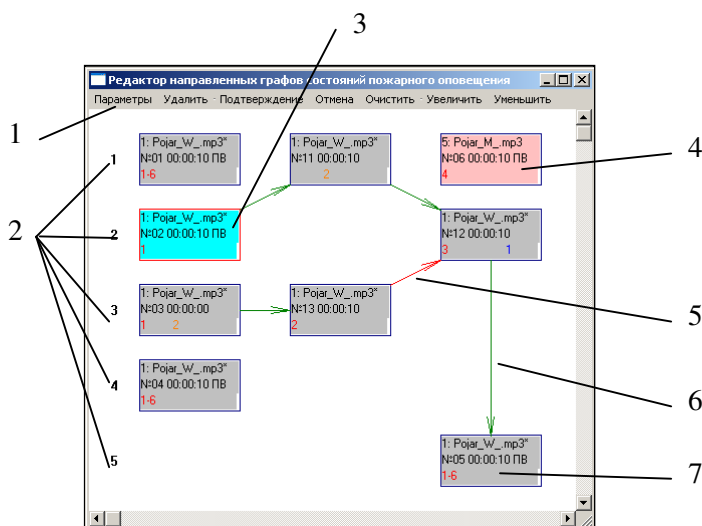 3
Редактор направленных графов состояний пожарного оповещения
Параметры Удалить Подтверждение Отмена Очистить Увеличить Уменьшить
1
1
1: Pojar_W_.mp3*
№01 00:00:10 ПВ
1-6
1: Pojar_W_.mp3*
№11 00:00:10
2
5: Pojar_M_.mp3
№06 00:00:10 ПВ
4
4
2
2
1: Pojar_W_.mp3*
№02 00:00:10 ПВ
1
1: Pojar_W_.mp3*
№12 00:00:10
3 1
3
1: Pojar_W_.mp3*
№03 00:00:00
1 2
1: Pojar_W_.mp3*
№13 00:00:10
2
5
4
1: Pojar_W_.mp3*
№04 00:00:10 ПВ
1-6
6
5
1: Pojar_W_.mp3*
№05 00:00:10 ПВ
1-6
7